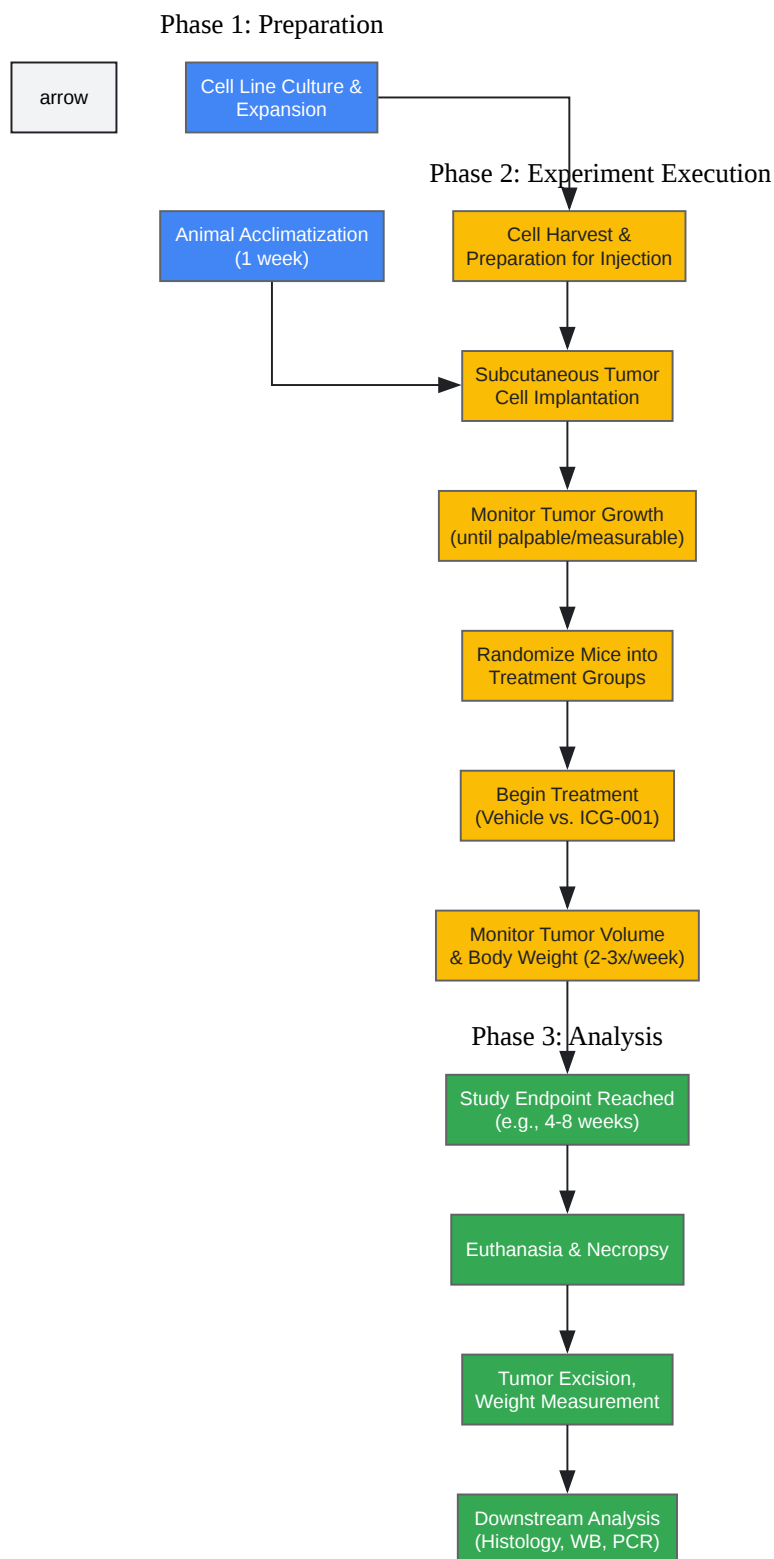 Phase 1: Preparation
arrow
Cell Line Culture &
Expansion
Phase 2: Experiment Execution
Animal Acclimatization
(1 week)
Cell Harvest &
Preparation for Injection
Subcutaneous Tumor
Cell Implantation
Monitor Tumor Growth
(until palpable/measurable)
Randomize Mice into
Treatment Groups
Begin Treatment
(Vehicle vs. ICG-001)
Monitor Tumor Volume
& Body Weight (2-3x/week)
Phase 3: Analysis
Study Endpoint Reached
(e.g., 4-8 weeks)
Euthanasia & Necropsy
Tumor Excision,
Weight Measurement
Downstream Analysis
(Histology, WB, PCR)